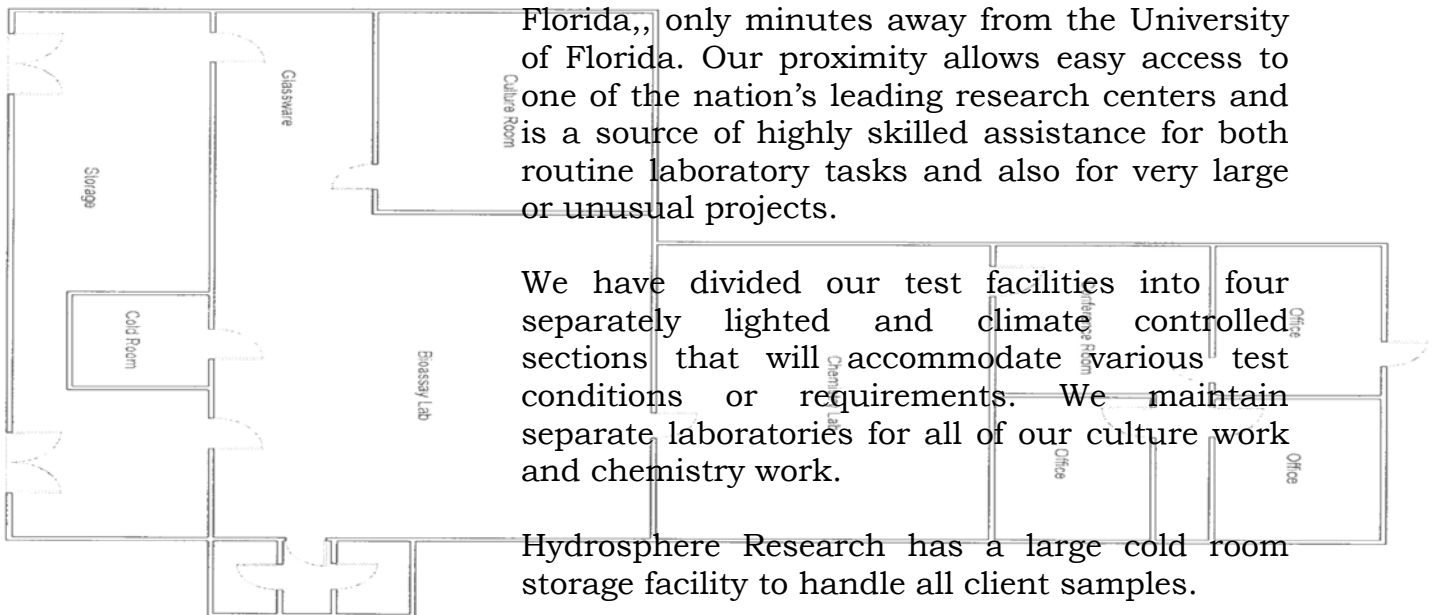 Florida,, only minutes away from the University
of Florida. Our proximity allows easy access to
one of the nation’s leading research centers and
is a source of highly skilled assistance for both
routine laboratory tasks and also for very large
or unusual projects.
We have divided our test facilities into four
separately lighted and climate controlled
sections that will accommodate various test
conditions or requirements. We maintain
separate laboratories for all of our culture work
and chemistry work.
Hydrosphere Research has a large cold room
storage facility to handle all client samples.
Storage
Glassware
Culture Room
Cold Room
Bioassay Lab
Chemistry Lab
Conference Room
Office
Office
Office